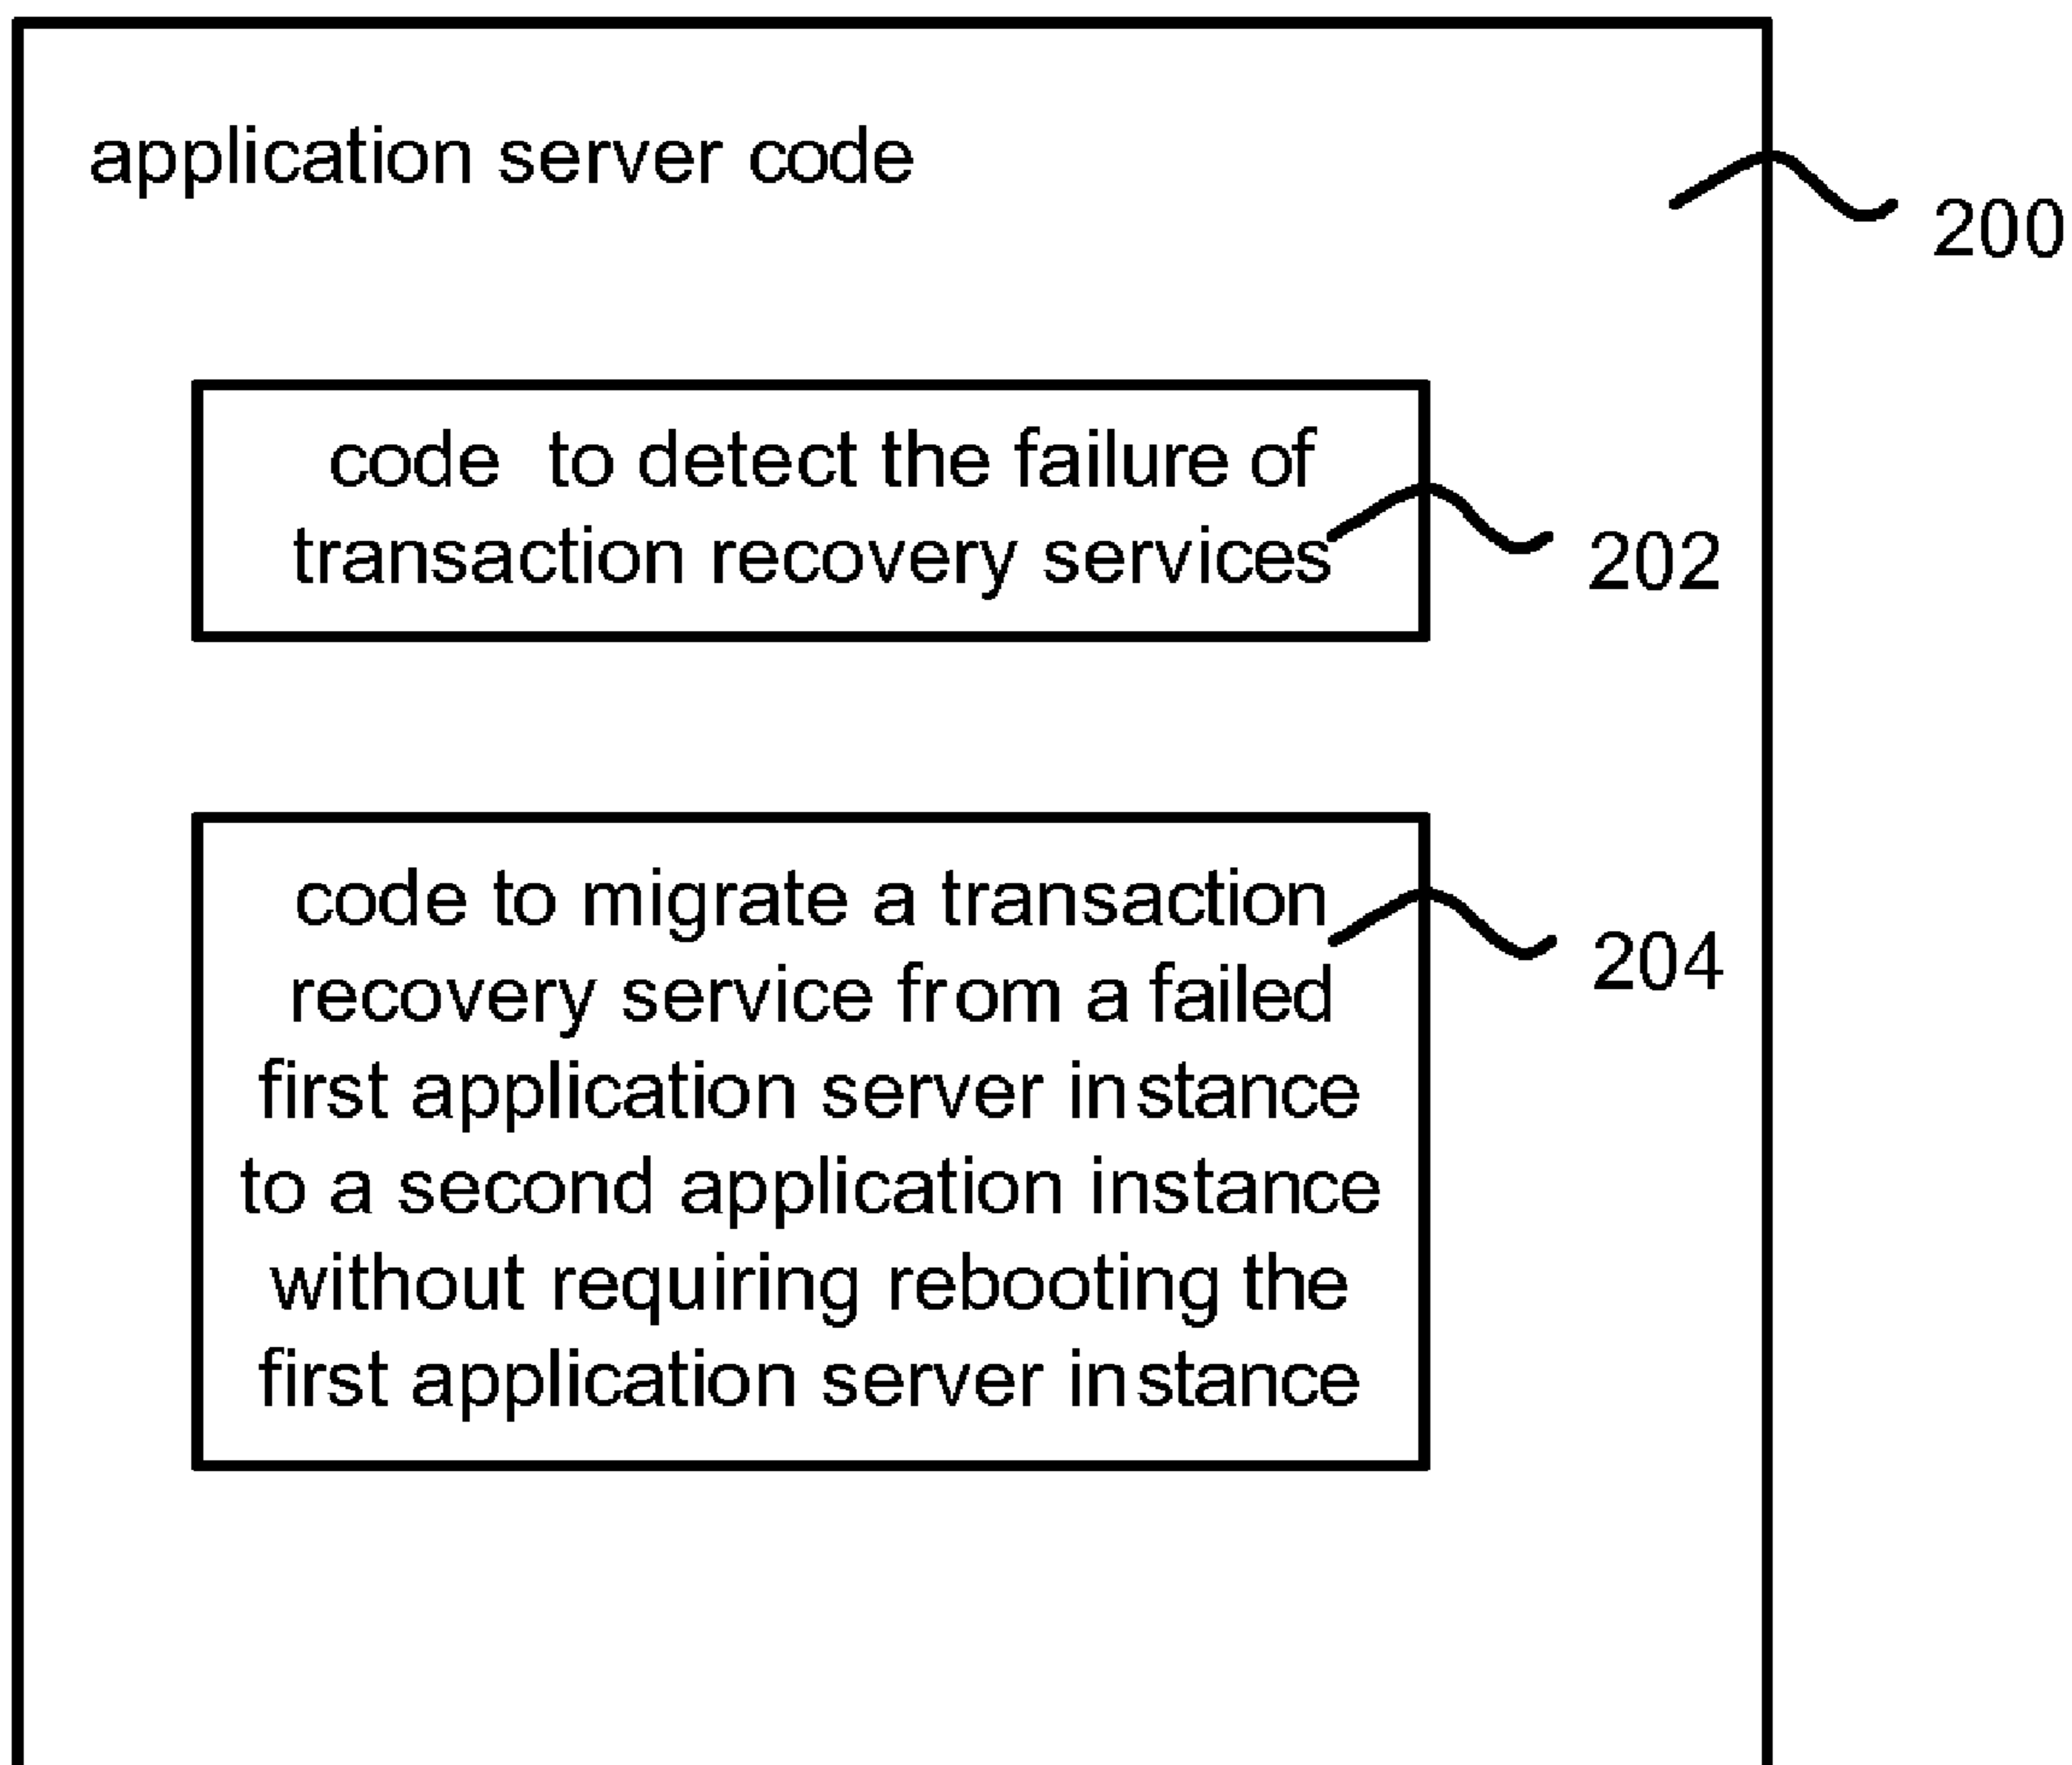 application server code
200
code to detect the failure of
transaction recovery services
202
code to migrate a transaction
204
recovery service from a failed
first application server instance
to a second application instance
without requiring rebooting the
first application server instance